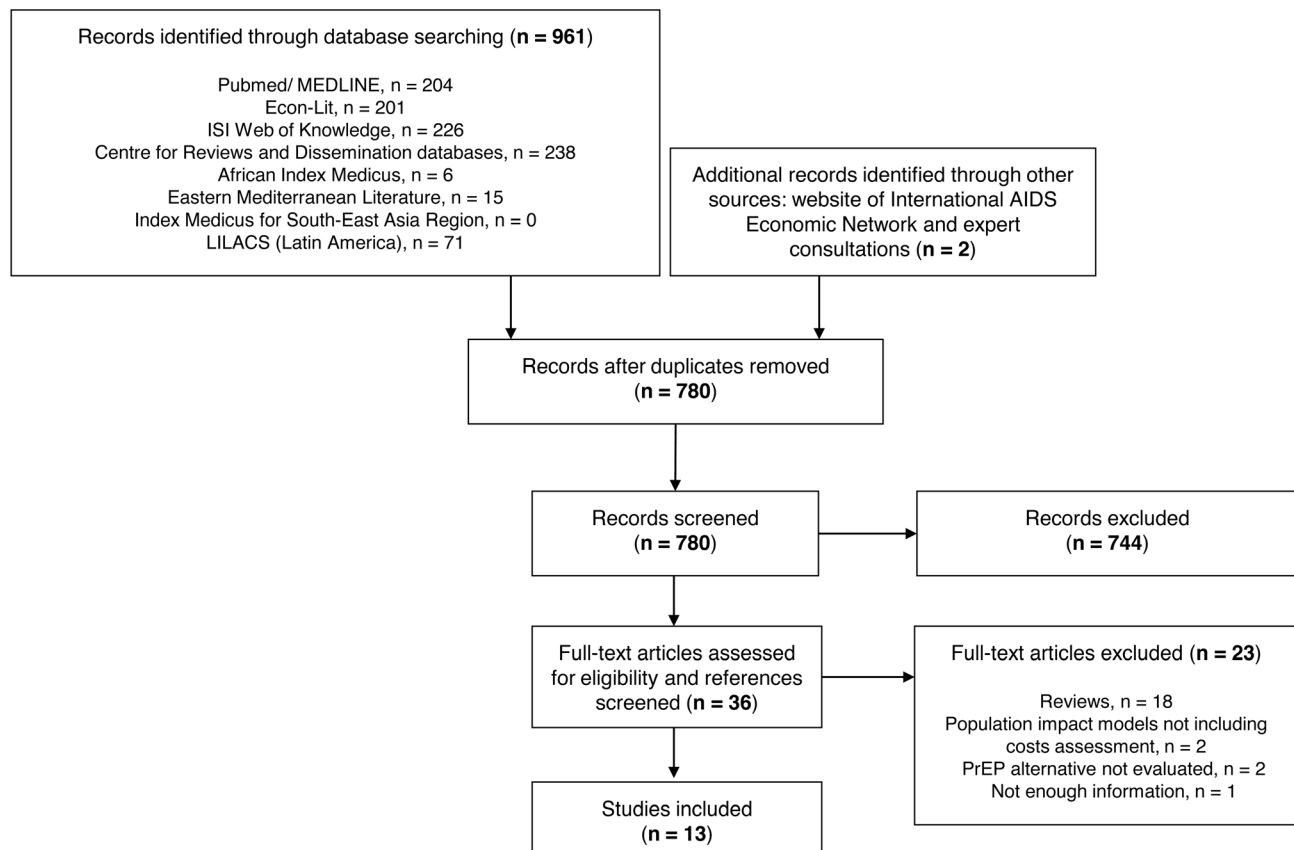 Records identified through database searching (n = 961)
Pubmed/ MEDLINE, n = 204
Econ-Lit, n = 201
ISI Web of Knowledge, n = 226
Centre for Reviews and Dissemination databases, n = 238
African Index Medicus, n = 6
Eastern Mediterranean Literature, n = 15
Index Medicus for South-East Asia Region, n = 0
LILACS (Latin America), n = 71
Additional records identified through other
sources: website of International AIDS
Economic Network and expert
consultations (n = 2)
Records after duplicates removed
(n = 780)
Records screened
(n = 780)
Records excluded
(n = 744)
Full-text articles assessed
for eligibility and references
screened (n = 36)
Full-text articles excluded (n = 23)
Reviews, n = 18
Population impact models not including
costs assessment, n = 2
PrEP alternative not evaluated, n = 2
Not enough information, n = 1
Studies included
(n = 13)